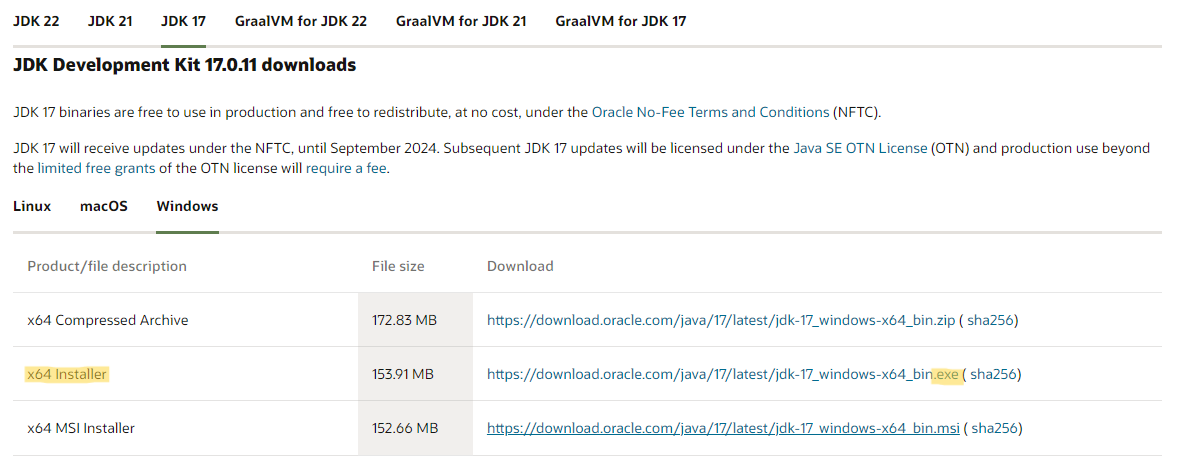 JDK 22 JDK 21 JDK 17 GraalVM for JDK 22 GraalVM for JDK 21 GraalVM for JDK 17
JDK Development Kit 17.0.11 downloads
JDK 17 binaries are free to use in production and free to redistribute, at no cost, under the Oracle No-Fee Terms and Conditions (NFTC).
JDK 17 will receive updates under the NFTC, until September 2024. Subsequent JDK 17 updates will be licensed under the Java SE OTN License (OTN) and production use beyond
the limited free grants of the OTN license will require a fee.
Linux macOS Windows
Product/file description File size Download
x64 Compressed Archive 172.83 MB https://download.oracle.com/java/17/latest/jdk-17_windows-x64_bin.zip ( sha256)
x64 Installer 153.91 MB https://download.oracle.com/java/17/latest/jdk-17_windows-x64_bin.exe ( sha256)
x64 MSI Installer 152.66 MB https://download.oracle.com/java/17/latest/jdk-17_windows-x64_bin.msi ( sha256)